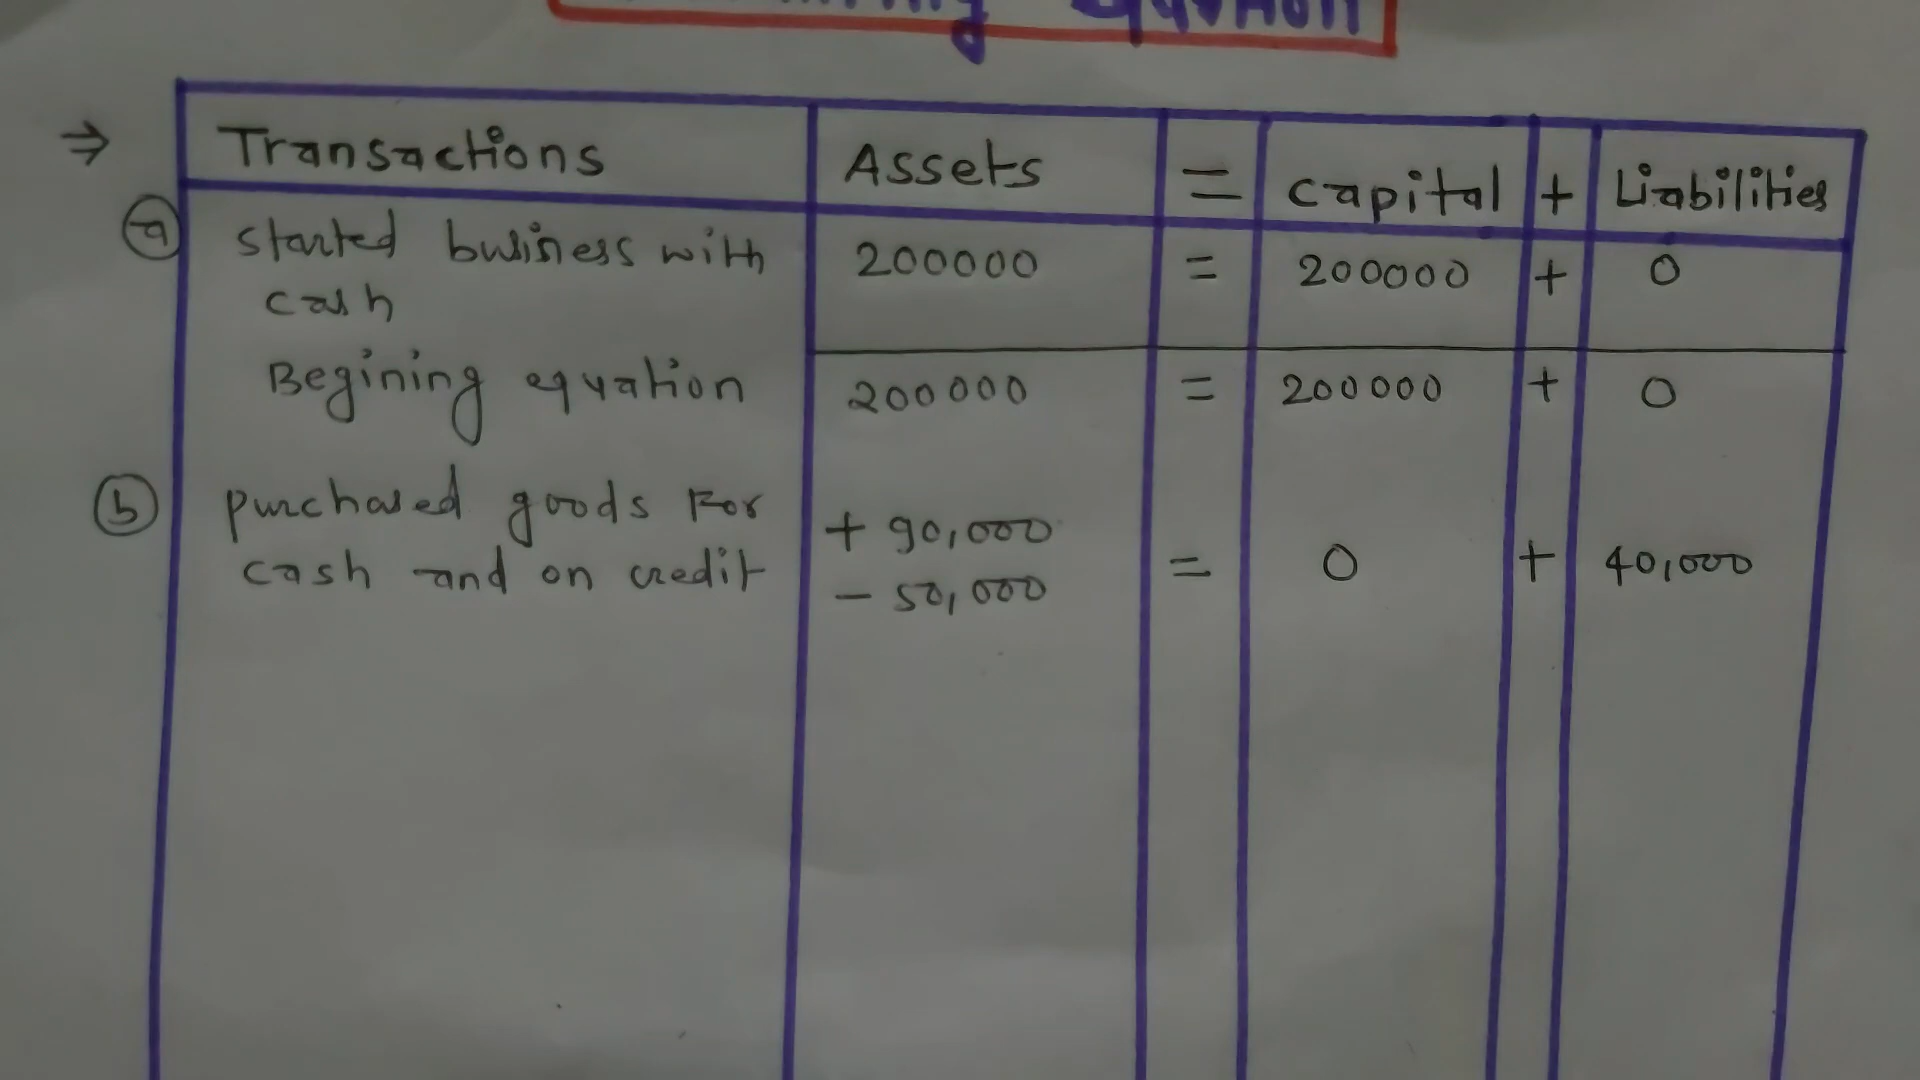 ⇒ Transactions Assets = capital + Liabilities
(a) started business with 200000 = 200000 + 0
cash
Begining equation 200000 = 200000 + 0
(b) purchased goods For + 90,000
cash and on credit - 50,000 = 0 + 40,000